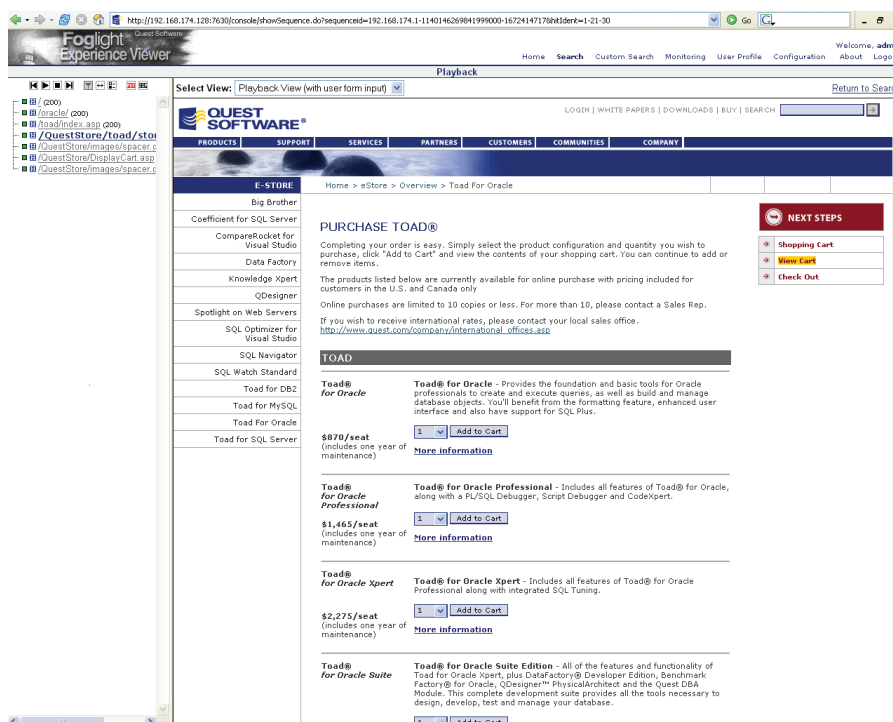 http://192.168.174.128:7630/console/showSequence.do?sequenceid=192.168.174.1-1140146269841999000-1672414717&hitIdent=1-21-30
Go
Foglight Quest Software
Experience Viewer
Welcome, adm
Home Search Custom Search Monitoring User Profile Configuration About Logo
Playback
Select View: Playback View (with user form input)
Return to Sear
/ (200)
/oracle/ (200)
/toad/index.asp (200)
/QuestStore/toad/stor
/QuestStore/images/spacer.g
/QuestStore/DisplayCart.asp
/QuestStore/images/spacer.g
QUEST SOFTWARE®
LOGIN | WHITE PAPERS | DOWNLOADS | BUY | SEARCH
PRODUCTS SUPPORT SERVICES PARTNERS CUSTOMERS COMMUNITIES COMPANY
E-STORE
Big Brother
Coefficient for SQL Server
CompareRocket for
Visual Studio
Data Factory
Knowledge Xpert
QDesigner
Spotlight on Web Servers
SQL Optimizer for
Visual Studio
SQL Navigator
SQL Watch Standard
Toad for DB2
Toad for MySQL
Toad For Oracle
Toad for SQL Server
Home > eStore > Overview > Toad For Oracle
PURCHASE TOAD®
Completing your order is easy. Simply select the product configuration and quantity you wish to
purchase, click "Add to Cart" and view the contents of your shopping cart. You can continue to add or
remove items.
The products listed below are currently available for online purchase with pricing included for
customers in the U.S. and Canada only
Online purchases are limited to 10 copies or less. For more than 10, please contact a Sales Rep.
If you wish to receive international rates, please contact your local sales office.
http://www.quest.com/company/international_offices.asp
NEXT STEPS
Shopping Cart
View Cart
Check Out
TOAD
Toad®
for Oracle
$870/seat
(includes one year of
maintenance)
Toad® for Oracle - Provides the foundation and basic tools for Oracle
professionals to create and execute queries, as well as build and manage
database objects. You'll benefit from the formatting feature, enhanced user
interface and also have support for SQL Plus.
1 Add to Cart
More information
Toad®
for Oracle
Professional
$1,465/seat
(includes one year of
maintenance)
Toad® for Oracle Professional - Includes all features of Toad® for Oracle,
along with a PL/SQL Debugger, Script Debugger and CodeXpert.
1 Add to Cart
More information
Toad®
for Oracle Xpert
$2,275/seat
(includes one year of
maintenance)
Toad® for Oracle Xpert - Includes all features of Toad® for Oracle
Professional along with integrated SQL Tuning.
1 Add to Cart
More information
Toad®
for Oracle Suite
Toad® for Oracle Suite Edition - All of the features and functionality of
Toad for Oracle Xpert, plus DataFactory® Developer Edition, Benchmark
Factory® for Oracle, QDesigner™ PhysicalArchitect and the Quest DBA
Module. This complete development suite provides all the tools necessary to
design, develop, test and manage your database.
1 Add to Cart